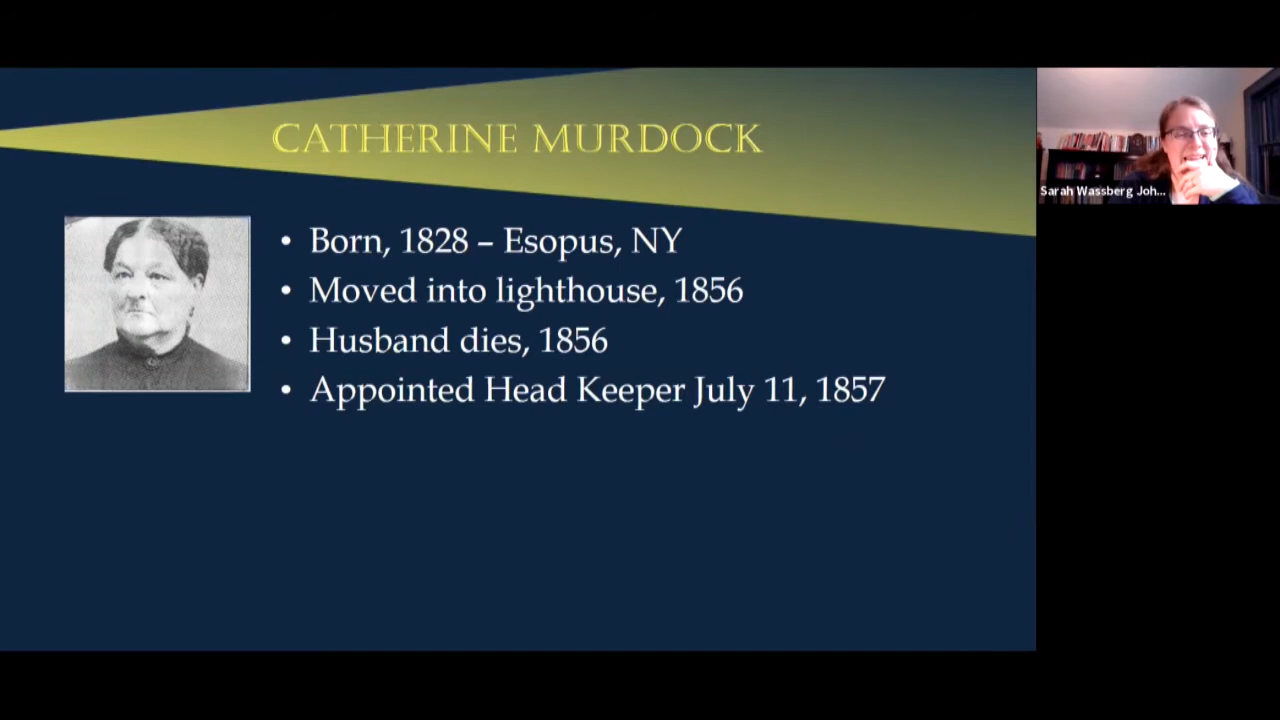 CATHERINE MURDOCK
• Born, 1828 – Esopus, NY
• Moved into lighthouse, 1856
• Husband dies, 1856
• Appointed Head Keeper July 11, 1857
Sarah Wassberg Joh...